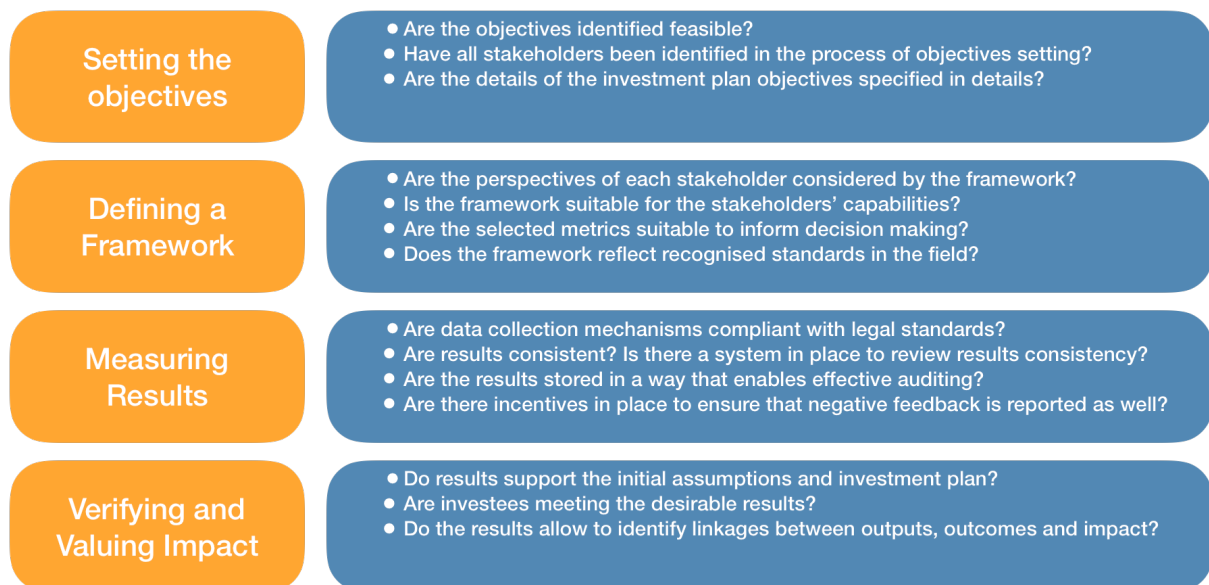 Setting the
objectives
● Are the objectives identified feasible?
● Have all stakeholders been identified in the process of objectives setting?
● Are the details of the investment plan objectives specified in details?
Defining a
Framework
● Are the perspectives of each stakeholder considered by the framework?
● Is the framework suitable for the stakeholders’ capabilities?
● Are the selected metrics suitable to inform decision making?
● Does the framework reflect recognised standards in the field?
Measuring
Results
● Are data collection mechanisms compliant with legal standards?
● Are results consistent? Is there a system in place to review results consistency?
● Are the results stored in a way that enables effective auditing?
● Are there incentives in place to ensure that negative feedback is reported as well?
Verifying and
Valuing Impact
● Do results support the initial assumptions and investment plan?
● Are investees meeting the desirable results?
● Do the results allow to identify linkages between outputs, outcomes and impact?